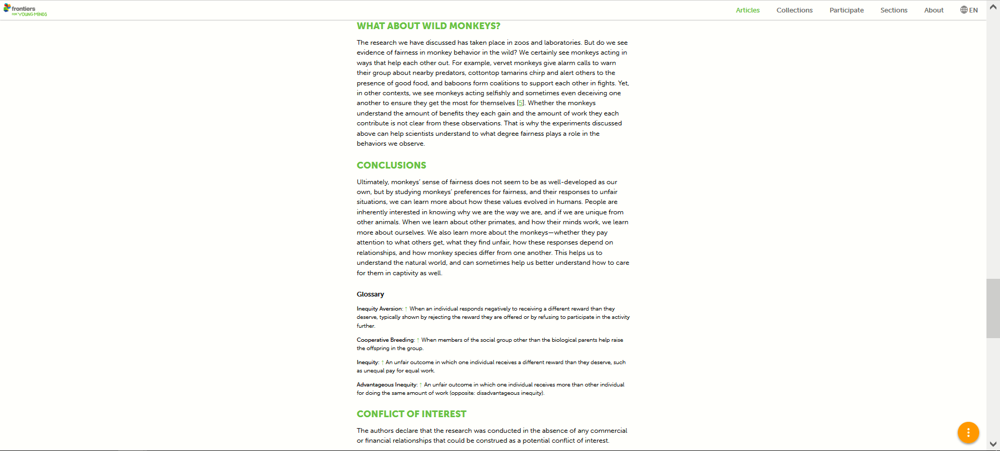 frontiers
FOR YOUNG MINDS
Articles
Collections
Participate
Sections
About
EN
WHAT ABOUT WILD MONKEYS?
The research we have discussed has taken place in zoos and laboratories. But do we see
evidence of fairness in monkey behavior in the wild? We certainly see monkeys acting in
ways that help each other out. For example, vervet monkeys give alarm calls to warn
their group about nearby predators, cottontop tamarins chirp and alert others to the
presence of good food, and baboons form coalitions to support each other in fights. Yet,
in other contexts, we see monkeys acting selfishly and sometimes even deceiving one
another to ensure they get the most for themselves [5]. Whether the monkeys
understand the amount of benefits they each gain and the amount of work they each
contribute is not clear from these observations. That is why the experiments discussed
above can help scientists understand to what degree fairness plays a role in the
behaviors we observe.
CONCLUSIONS
Ultimately, monkeys’ sense of fairness does not seem to be as well-developed as our
own, but by studying monkeys’ preferences for fairness, and their responses to unfair
situations, we can learn more about how these values evolved in humans. People are
inherently interested in knowing why we are the way we are, and if we are unique from
other animals. When we learn about other primates, and how their minds work, we learn
more about ourselves. We also learn more about the monkeys—whether they pay
attention to what others get, what they find unfair, how these responses depend on
relationships, and how monkey species differ from one another. This helps us to
understand the natural world, and can sometimes help us better understand how to care
for them in captivity as well.
Glossary
Inequity Aversion: ↑ When an individual responds negatively to receiving a different reward than they
deserve, typically shown by rejecting the reward they are offered or by refusing to participate in the activity
further.
Cooperative Breeding: ↑ When members of the social group other than the biological parents help raise
the offspring in the group.
Inequity: ↑ An unfair outcome in which one individual receives a different reward than they deserve, such
as unequal pay for equal work.
Advantageous Inequity: ↑ An unfair outcome in which one individual receives more than other individual
for doing the same amount of work (opposite: disadvantageous inequity).
CONFLICT OF INTEREST
The authors declare that the research was conducted in the absence of any commercial
or financial relationships that could be construed as a potential conflict of interest.